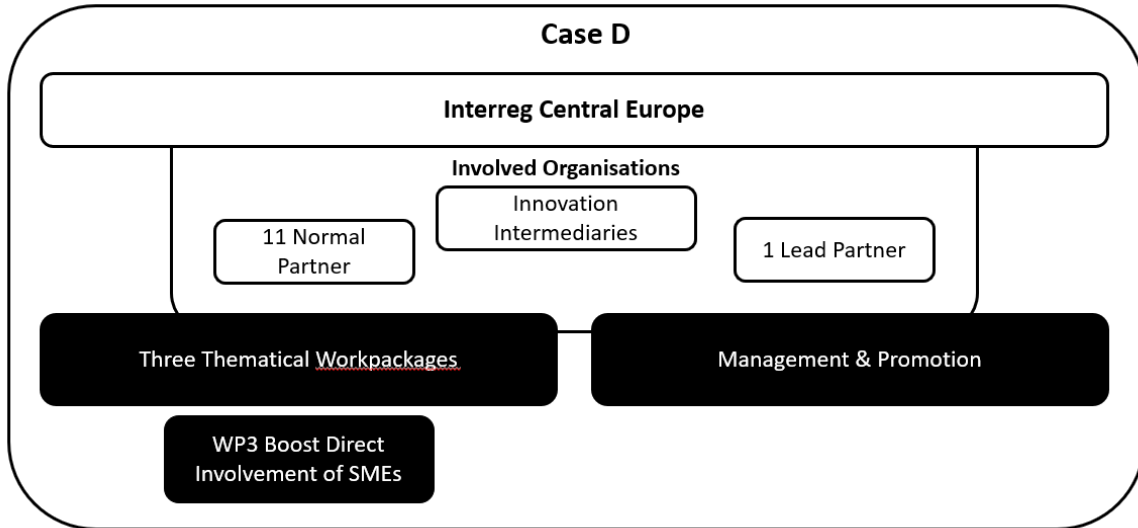 Case D
Interreg Central Europe
Involved Organisations
Innovation
Intermediaries
11 Normal
Partner
1 Lead Partner
Three Thematical Workpackages
Management & Promotion
WP3 Boost Direct
Involvement of SMEs